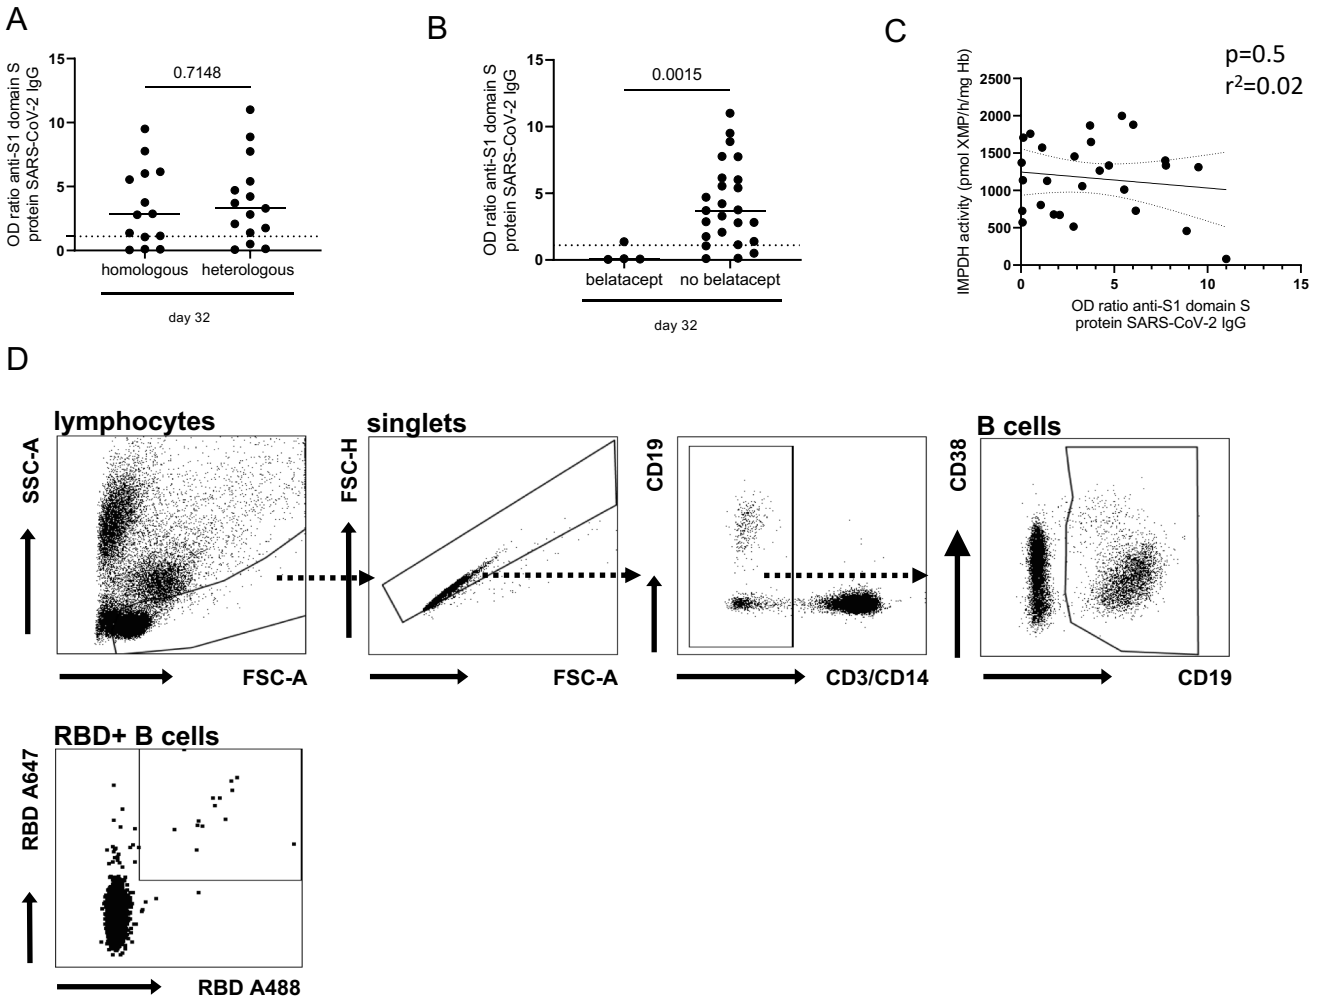 A
OD ratio anti-S1 domain S
protein SARS-CoV-2 IgG
15
10
5
0
0.7148
homologous heterologous
day 32
B
OD ratio anti-S1 domain S
protein SARS-CoV-2 IgG
15
10
5
0
0.0015
belatacept no belatacept
day 32
C
p=0.5
r²=0.02
IMPDH activity (pmol XMP/h/mg Hb)
2500
2000
1500
1000
500
0
0 5 10 15
OD ratio anti-S1 domain S
protein SARS-CoV-2 IgG
D
lymphocytes
SSC-A
FSC-A
singlets
FSC-H
FSC-A
CD19
CD3/CD14
B cells
CD38
CD19
RBD+ B cells
RBD A647
RBD A488